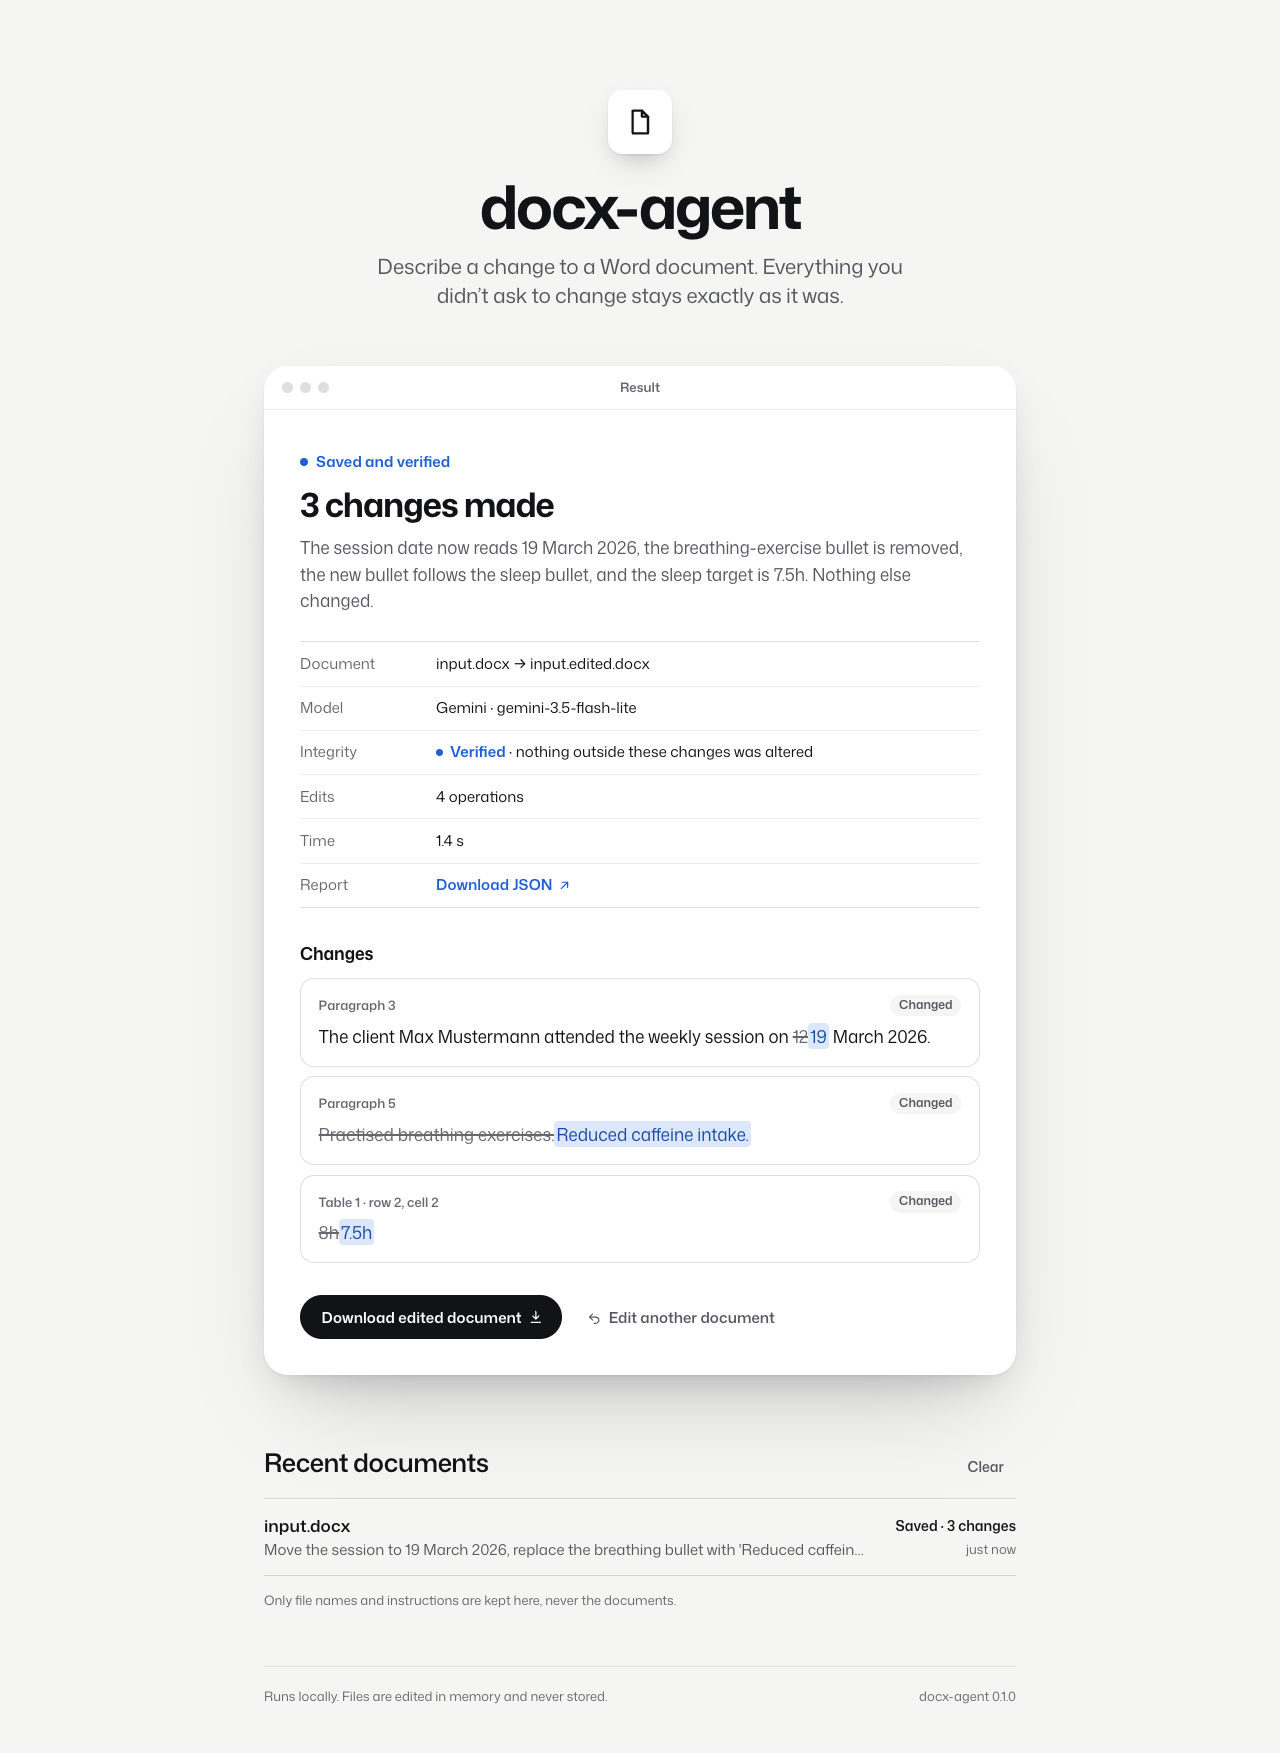 docx-agent
Describe a change to a Word document. Everything you
didn’t ask to change stays exactly as it was.
Result
Saved and verified
3 changes made
The session date now reads 19 March 2026, the breathing-exercise bullet is removed,
the new bullet follows the sleep bullet, and the sleep target is 7.5h. Nothing else
changed.
Document input.docx → input.edited.docx
Model Gemini · gemini-3.5-flash-lite
Integrity Verified · nothing outside these changes was altered
Edits 4 operations
Time 1.4 s
Report Download JSON ↗
Changes
Paragraph 3 Changed
The client Max Mustermann attended the weekly session on 12 19 March 2026.
Paragraph 5 Changed
Practised breathing exercises. Reduced caffeine intake.
Table 1 · row 2, cell 2 Changed
8h 7.5h
Download edited document Edit another document
Recent documents Clear
input.docx Saved · 3 changes
Move the session to 19 March 2026, replace the breathing bullet with 'Reduced caffein... just now
Only file names and instructions are kept here, never the documents.
Runs locally. Files are edited in memory and never stored. docx-agent 0.1.0